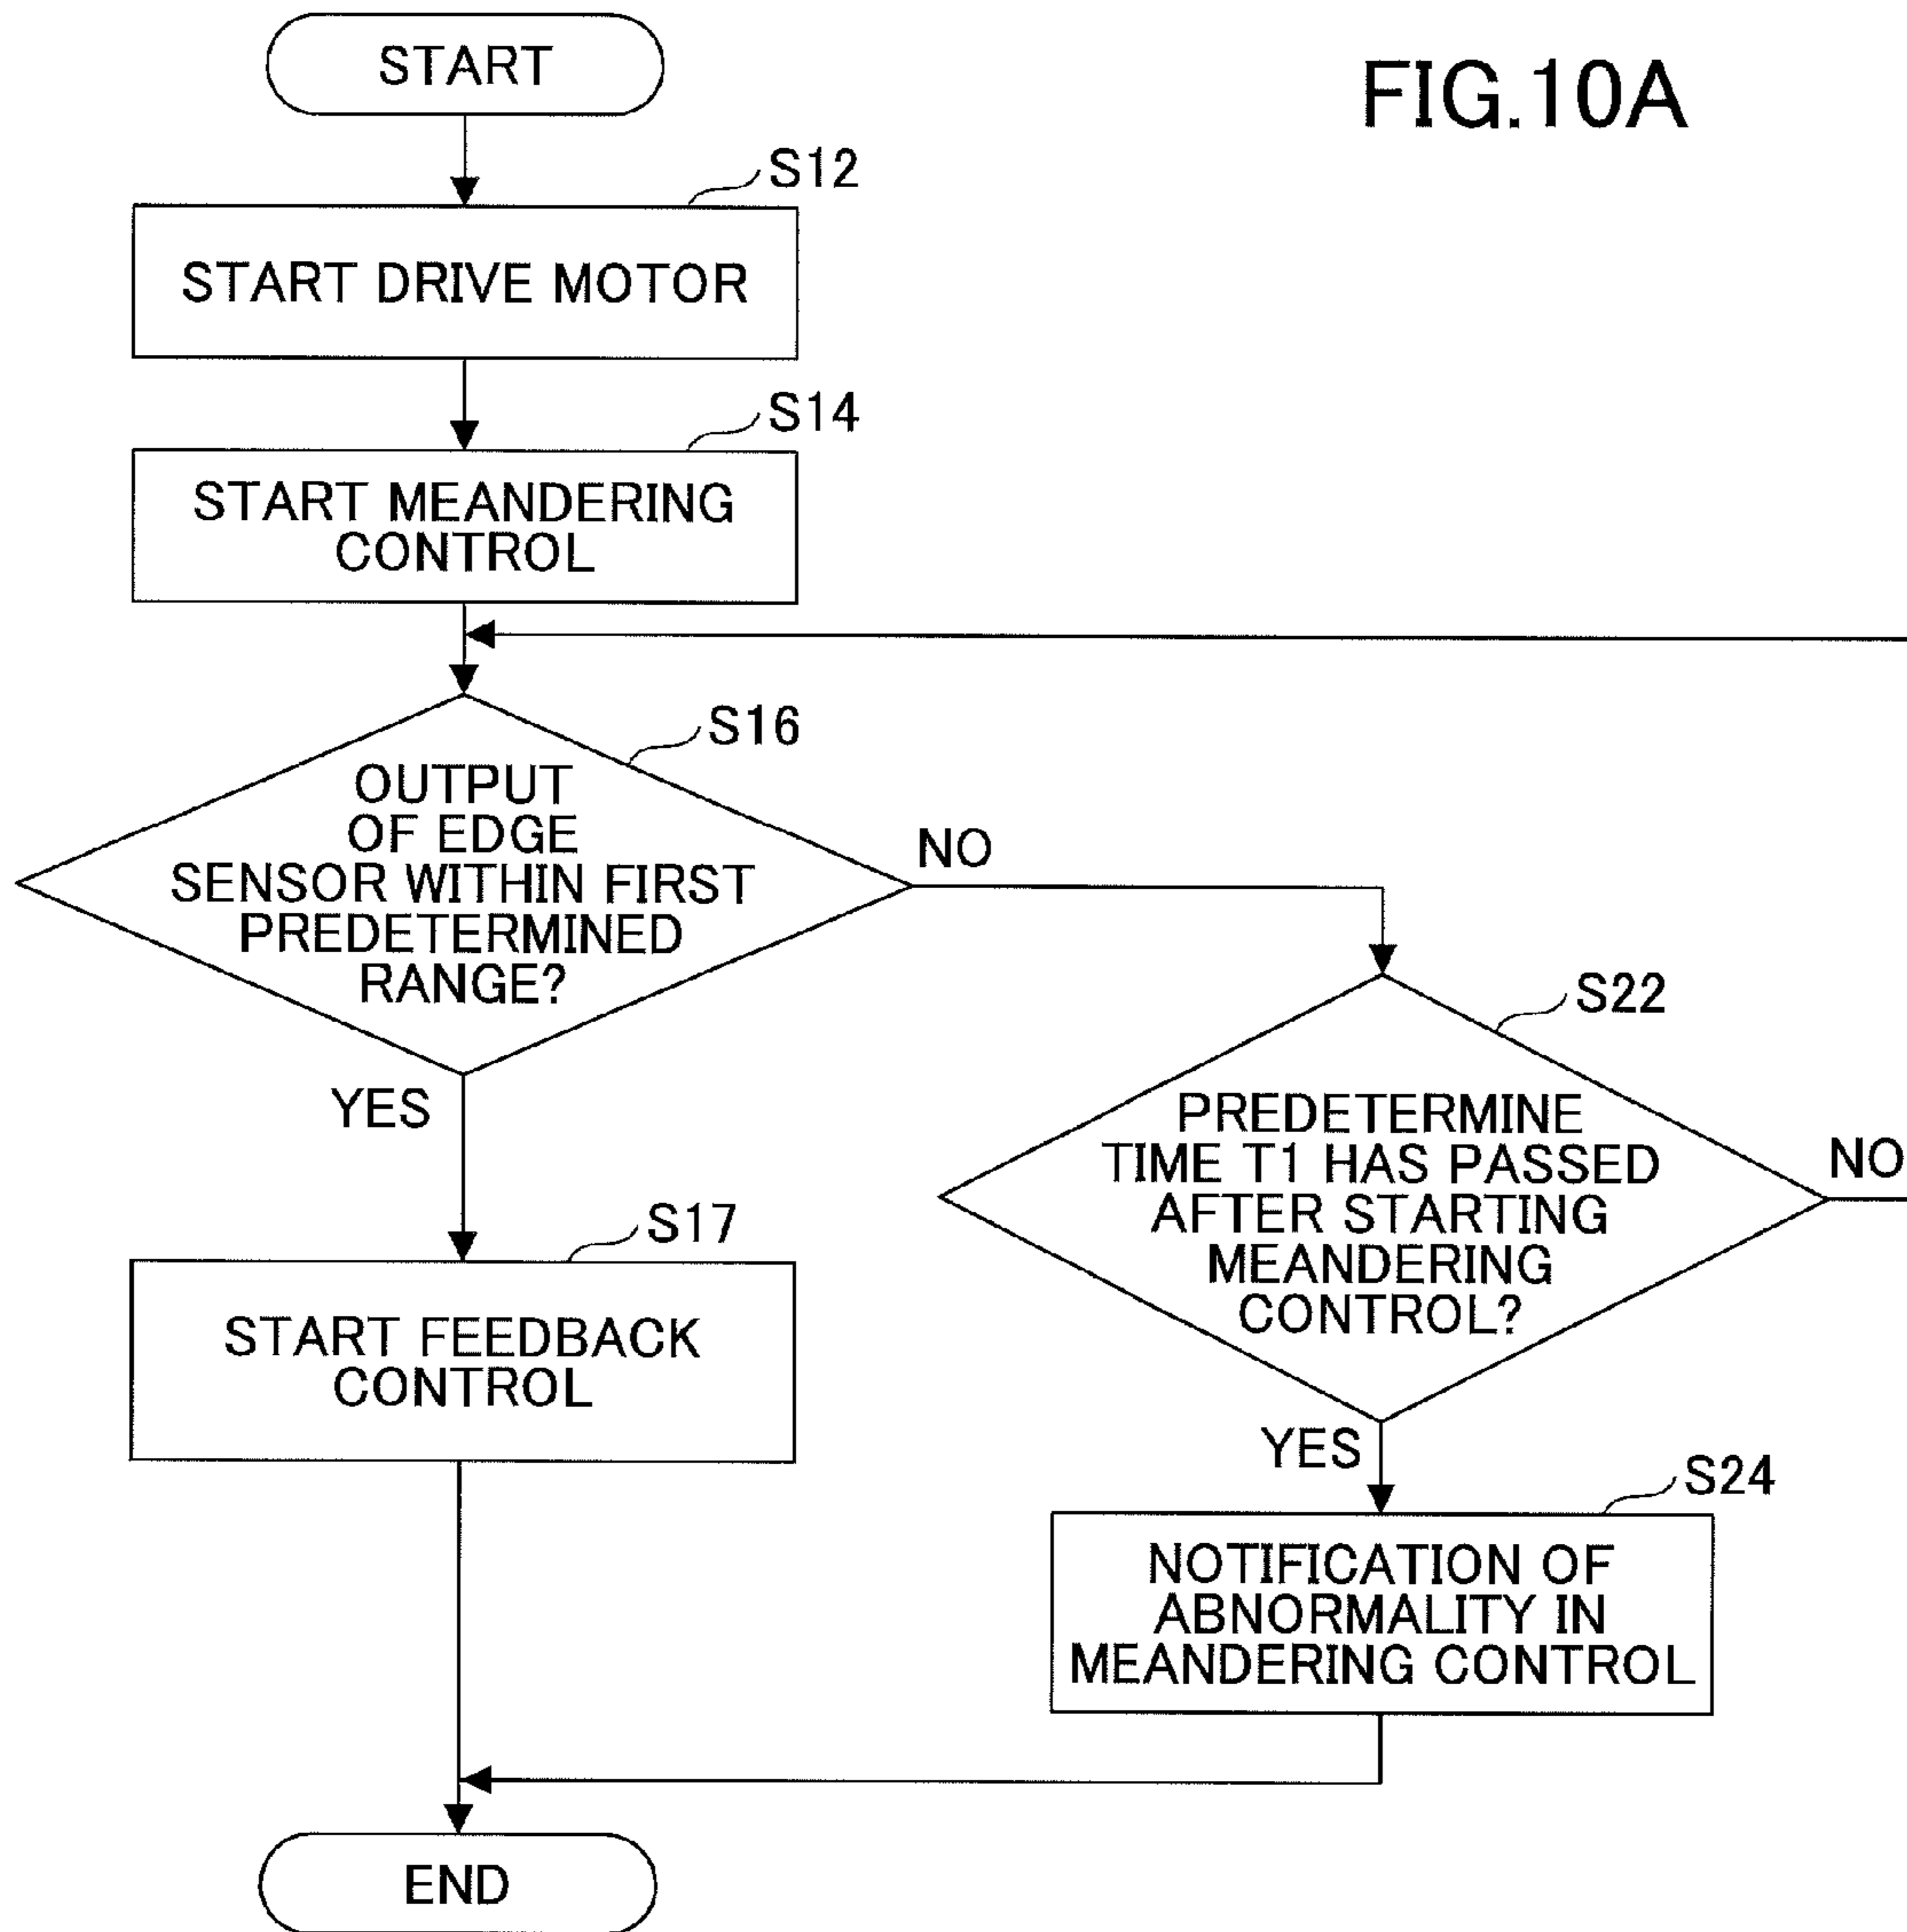 START
FIG.10A
S12
START DRIVE MOTOR
S14
START MEANDERING
CONTROL
S16
OUTPUT
OF EDGE
SENSOR WITHIN FIRST
PREDETERMINED
RANGE?
NO
YES
S22
PREDETERMINE
TIME T1 HAS PASSED
AFTER STARTING
MEANDERING
CONTROL?
NO
YES
S17
START FEEDBACK
CONTROL
S24
NOTIFICATION OF
ABNORMALITY IN
MEANDERING CONTROL
END